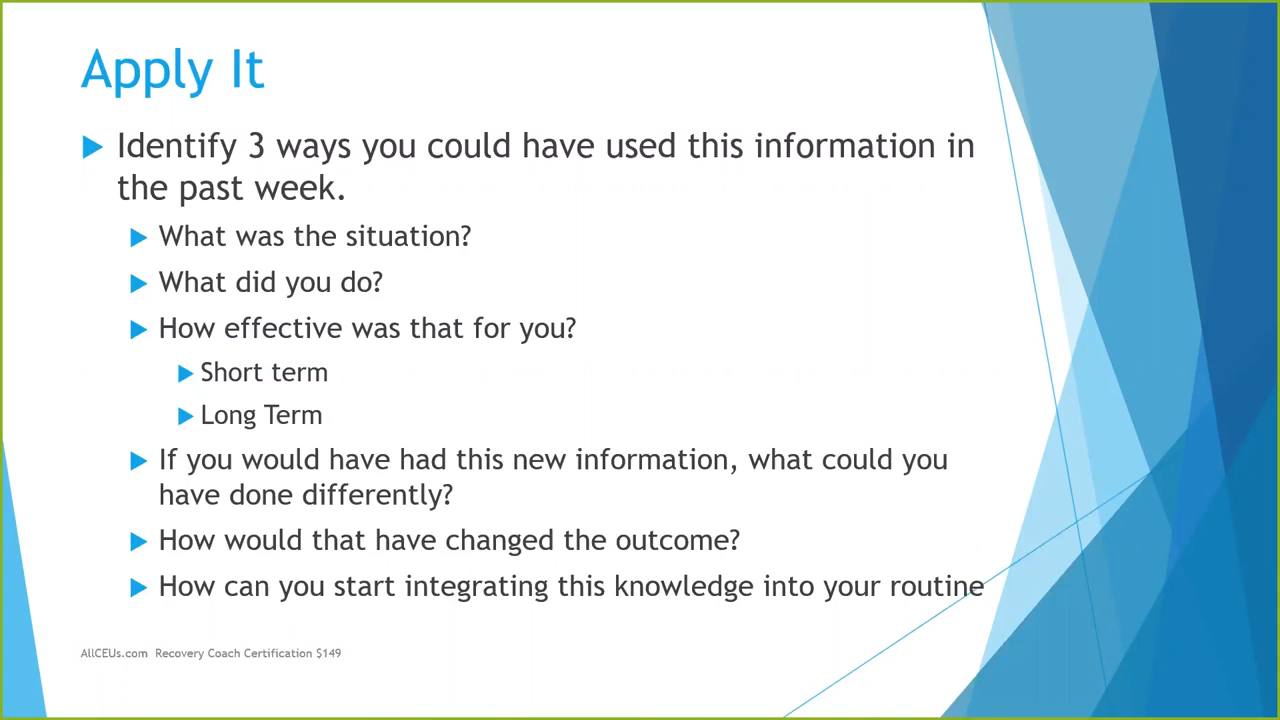 Apply It
Identify 3 ways you could have used this information in
the past week.
What was the situation?
What did you do?
How effective was that for you?
Short term
Long Term
If you would have had this new information, what could you
have done differently?
How would that have changed the outcome?
How can you start integrating this knowledge into your routine
AllCEUs.com Recovery Coach Certification $149